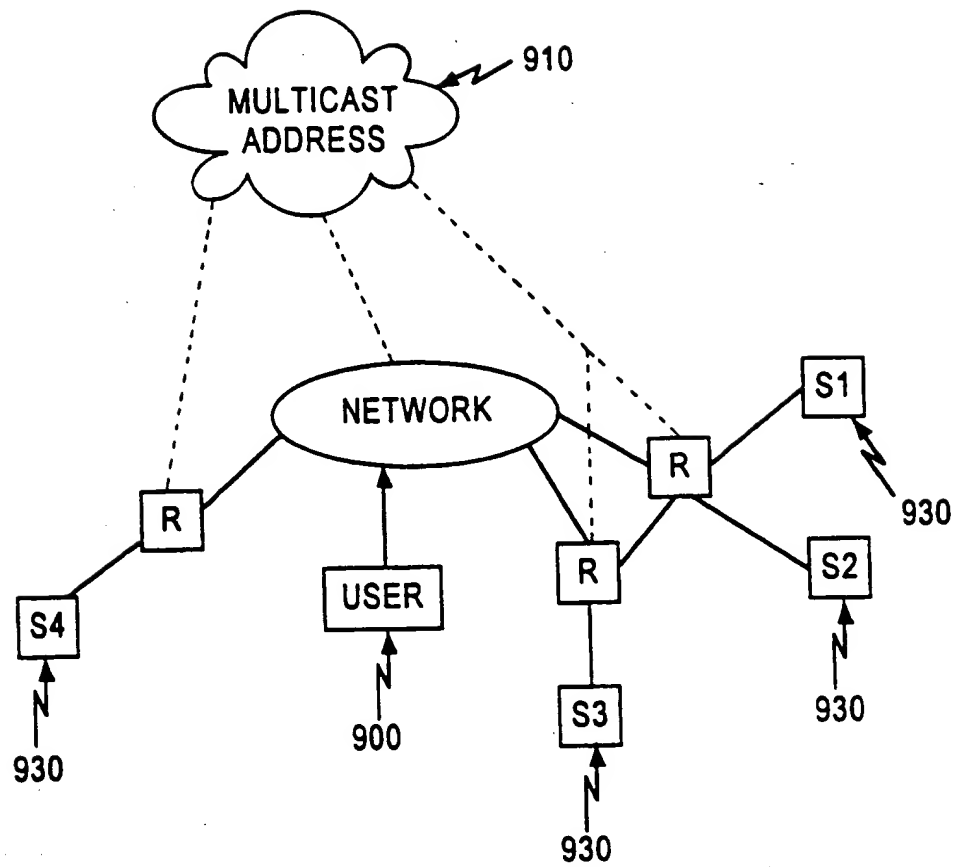 910
MULTICAST
ADDRESS
NETWORK
S1
R
930
R
R
S2
USER
S4
S3
930
900
930
930